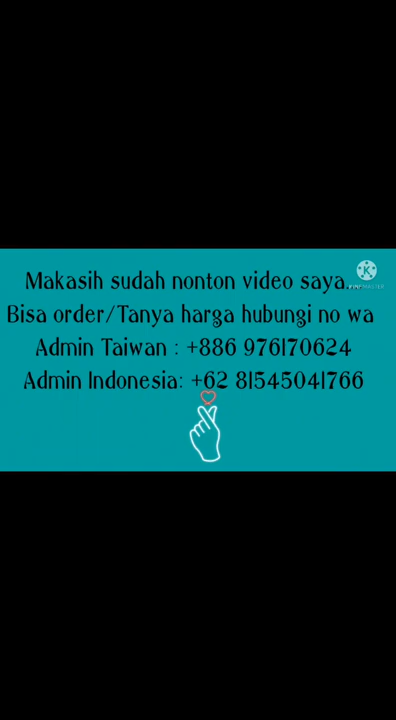 Makasih sudah nonton video saya...
Bisa order/Tanya harga hubungi no wa
Admin Taiwan : +886 976170624
Admin Indonesia: +62 81545041766
K
KINEMASTER